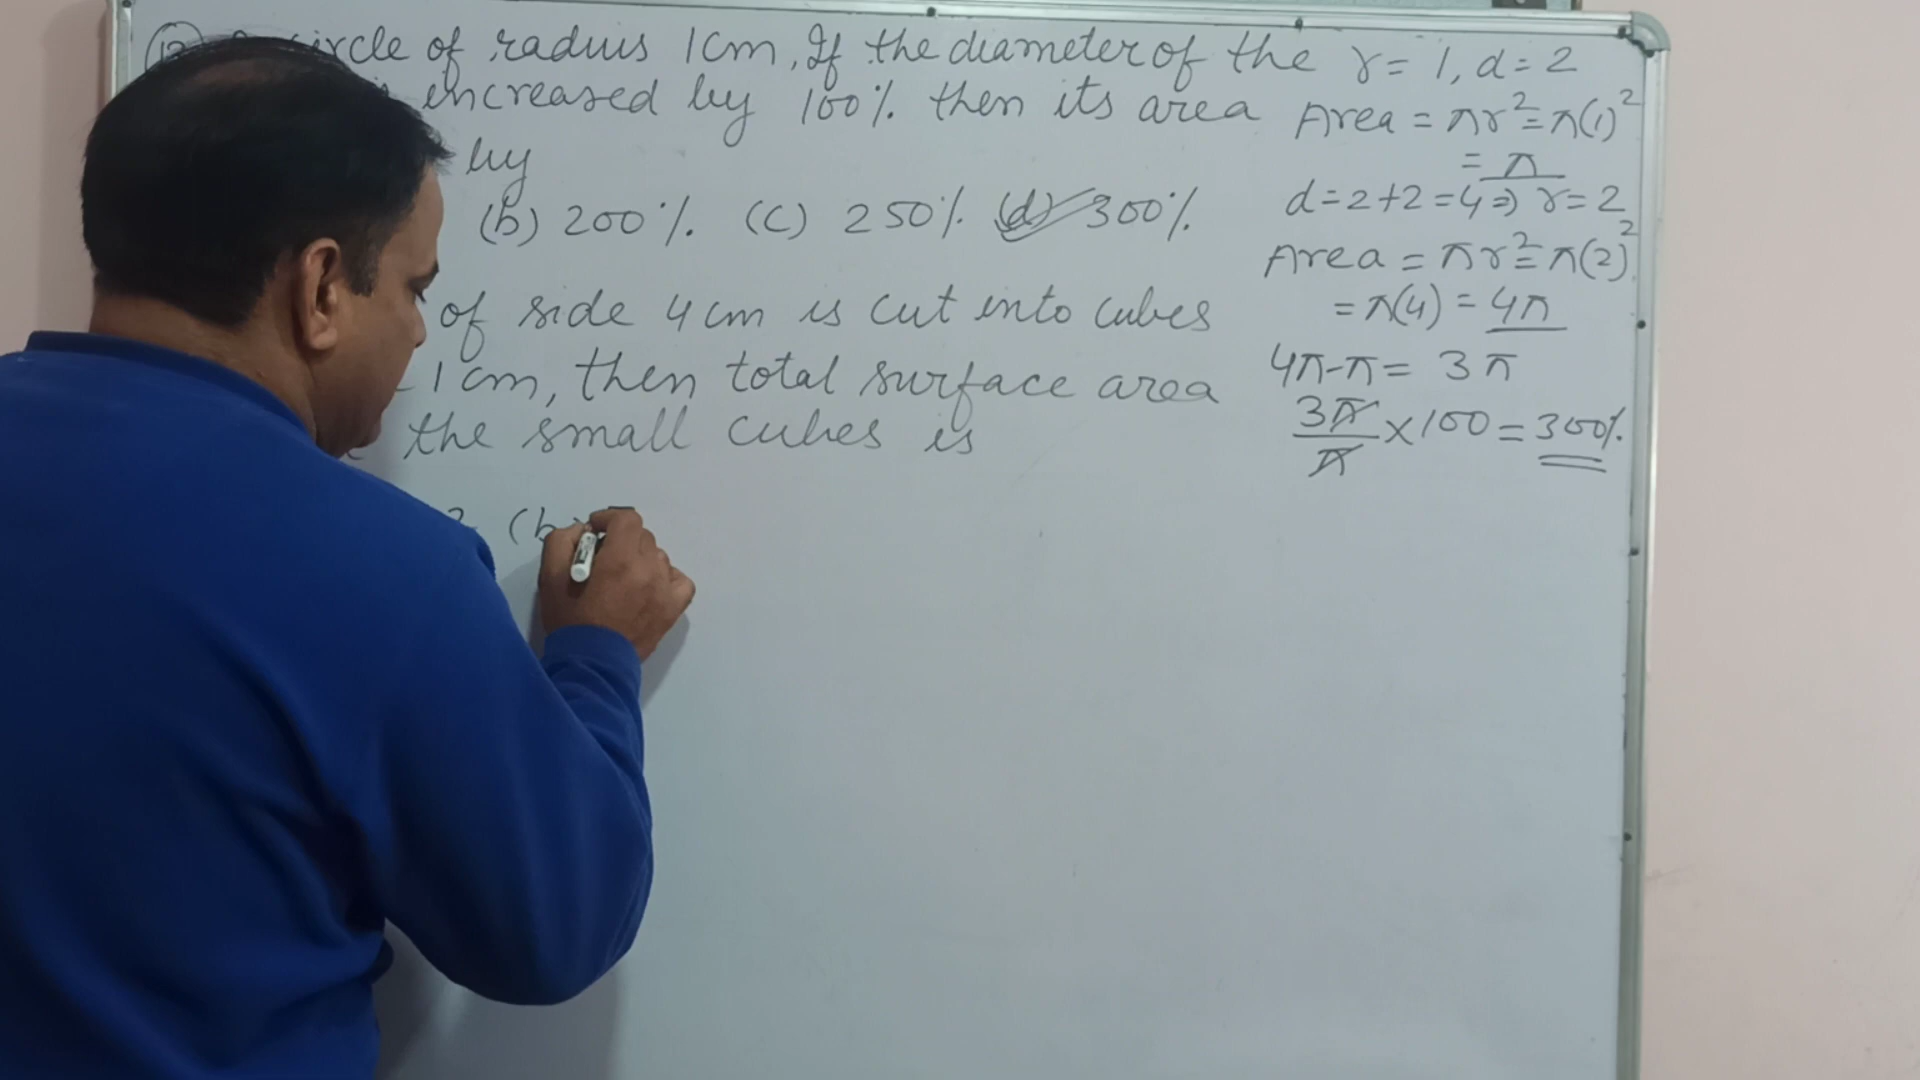 circle of radius 1cm, If the diameter of the
increased by 100% then its area
by
(b) 200% (c) 250% (d) 300%
of side 4cm is cut into cubes
1cm, then total surface area
the small cubes is
2 (b)
r = 1, d = 2
Area = πr² = π(1)²
= π
d = 2+2 = 4 ⇒ r = 2
Area = πr² = π(2)²
= π(4) = 4π
4π-π = 3π
3π/π × 100 = 300%